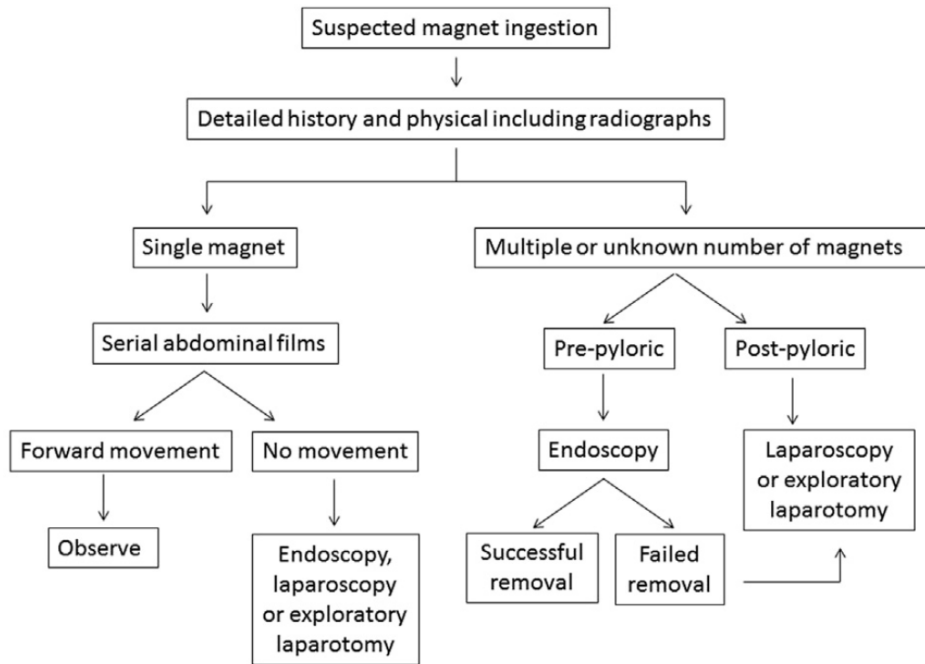 Suspected magnet ingestion
Detailed history and physical including radiographs
Single magnet
Multiple or unknown number of magnets
Serial abdominal films
Pre-pyloric
Post-pyloric
Forward movement
No movement
Endoscopy
Laparoscopy
or exploratory
laparotomy
Observe
Endoscopy,
laparoscopy
or exploratory
laparotomy
Successful
removal
Failed
removal